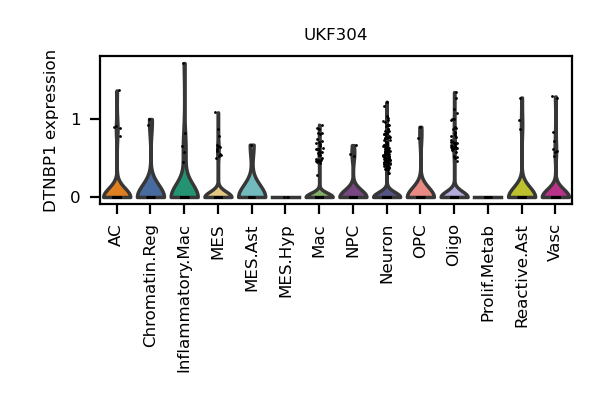 UKF304
DTNBP1 expression
1
0
AC
Chromatin.Reg
Inflammatory.Mac
MES
MES.Ast
MES.Hyp
Mac
NPC
Neuron
OPC
Oligo
Prolif.Metab
Reactive.Ast
Vasc